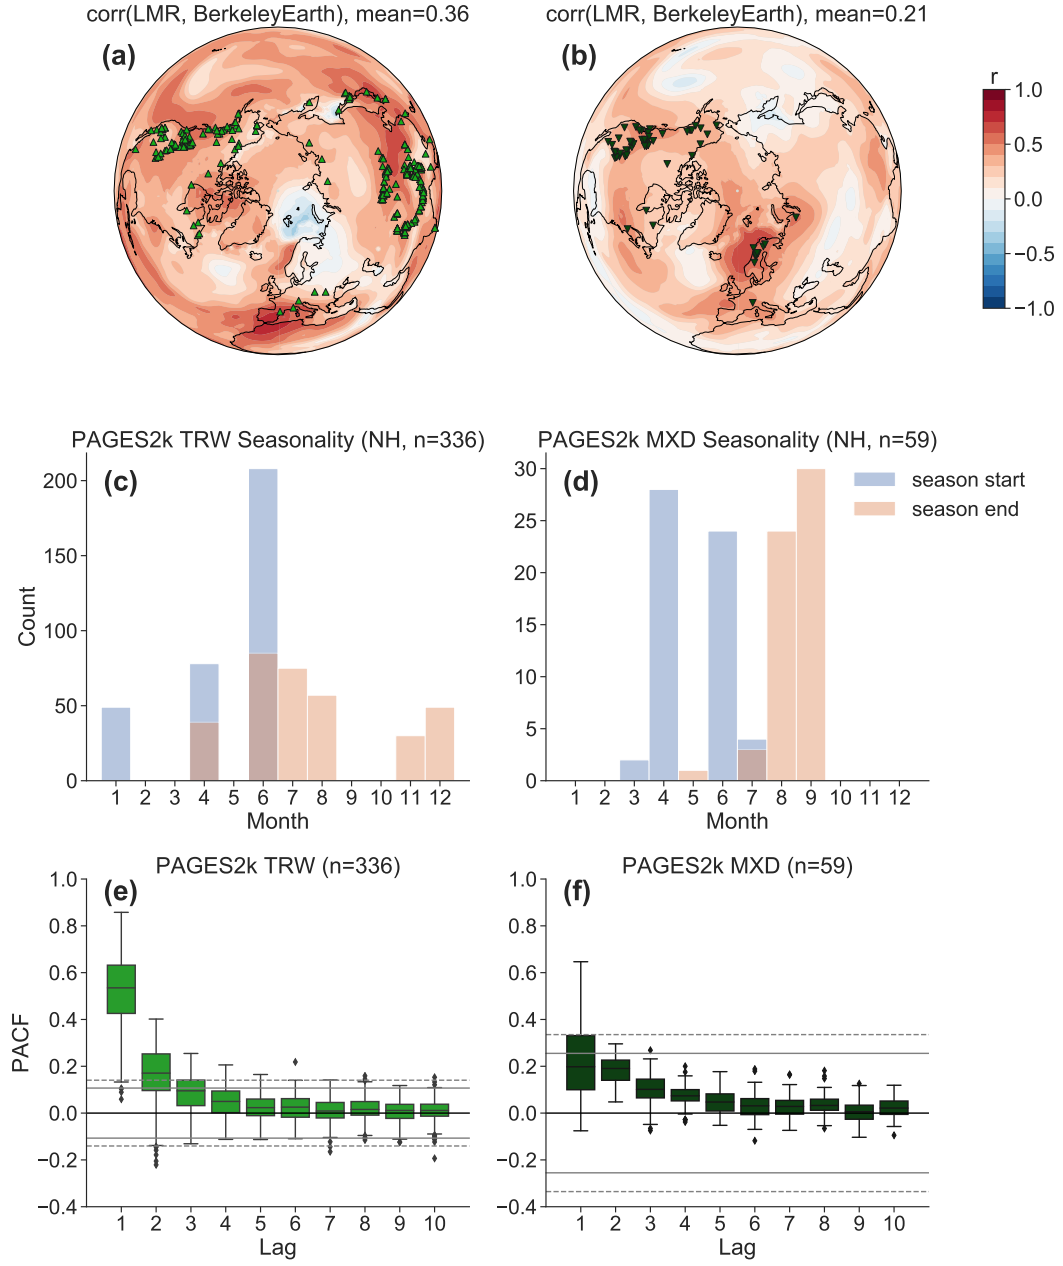 corr(LMR, BerkeleyEarth), mean=0.36
corr(LMR, BerkeleyEarth), mean=0.21
(a)
(b)
r
1.0
0.5
0.0
−0.5
−1.0
PAGES2k TRW Seasonality (NH, n=336)
PAGES2k MXD Seasonality (NH, n=59)
(c)
200
150
100
50
0
Count
1 2 3 4 5 6 7 8 9 10 11 12
Month
(d)
30
25
20
15
10
5
0
1 2 3 4 5 6 7 8 9 10 11 12
Month
season start
season end
PAGES2k TRW (n=336)
(e)
1.0
0.8
0.6
0.4
0.2
0.0
−0.2
−0.4
PACF
1 2 3 4 5 6 7 8 9 10
Lag
PAGES2k MXD (n=59)
(f)
1.0
0.8
0.6
0.4
0.2
0.0
−0.2
−0.4
1 2 3 4 5 6 7 8 9 10
Lag